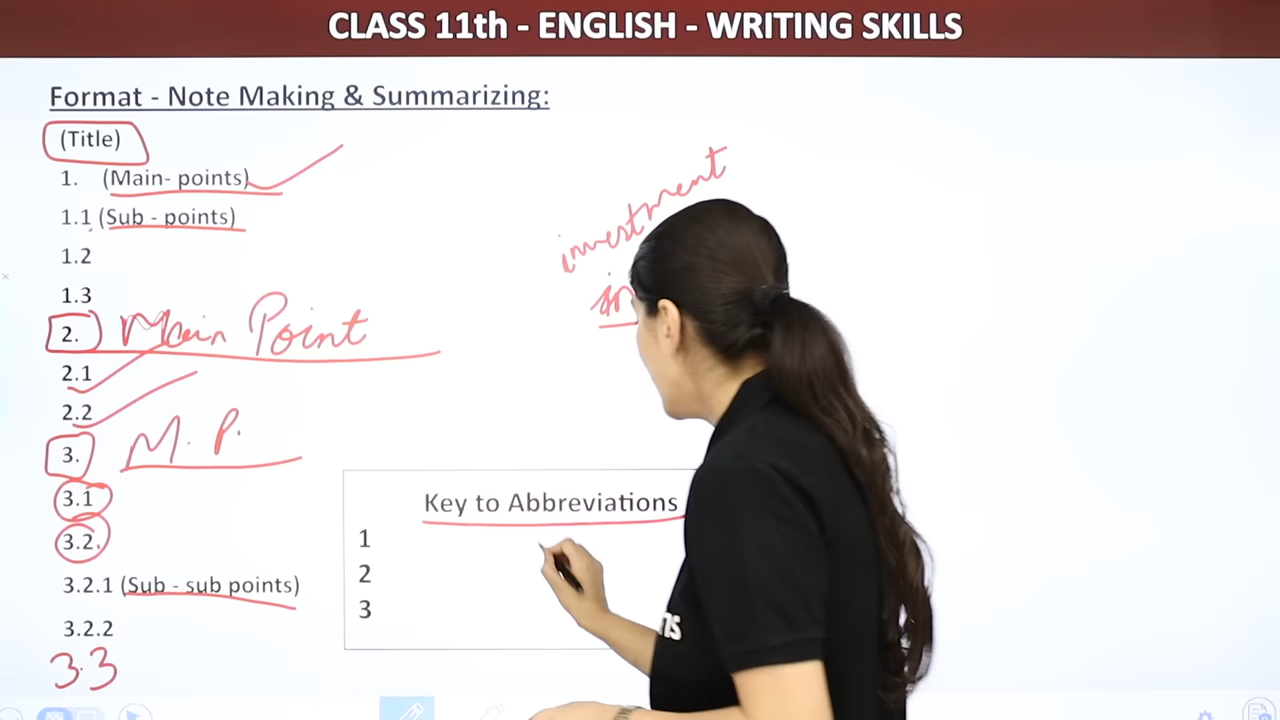 CLASS 11th - ENGLISH - WRITING SKILLS
Format - Note Making & Summarizing:
(Title)
1. (Main- points)
1.1 (Sub - points)
1.2
1.3
2. Main Point
2.1
2.2
3. M. P.
3.1
3.2.
3.2.1 (Sub - sub points)
3.2.2
3.3
investment
Key to Abbreviations
1
2
3